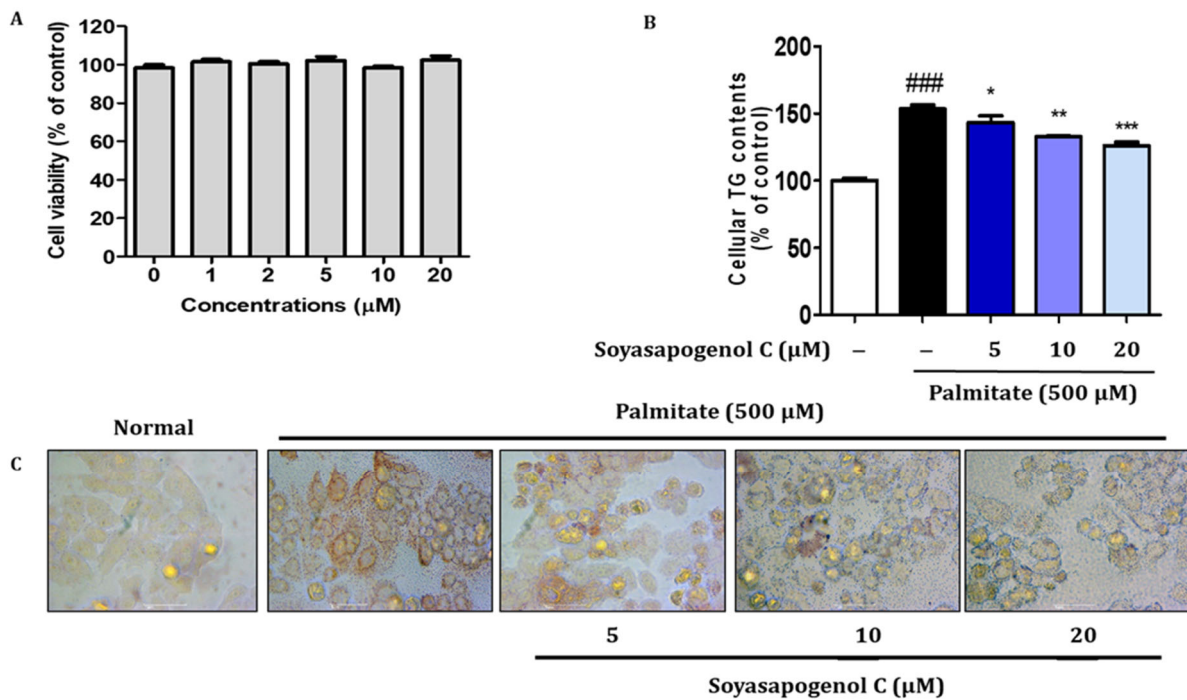 A
Cell viability (% of control)
120
100
80
60
40
20
0
0 1 2 5 10 20
Concentrations (μM)
B
Cellular TG contents
(% of control)
200
150
100
50
0
###
*
**
***
Soyasapogenol C (μM) – – 5 10 20
Palmitate (500 μM)
Palmitate (500 μM)
Normal
C
5 10 20
Soyasapogenol C (μM)